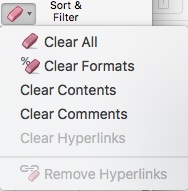 Sort &
Filter
Clear All
% Clear Formats
Clear Contents
Clear Comments
Clear Hyperlinks
Remove Hyperlinks